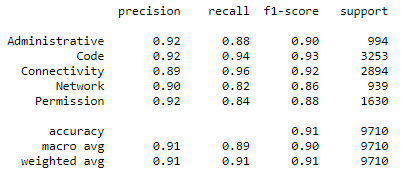 precision recall f1-score support
Administrative 0.92 0.88 0.90 994
Code 0.92 0.94 0.93 3253
Connectivity 0.89 0.96 0.92 2894
Network 0.90 0.82 0.86 939
Permission 0.92 0.84 0.88 1630
accuracy 0.91 9710
macro avg 0.91 0.89 0.90 9710
weighted avg 0.91 0.91 0.91 9710